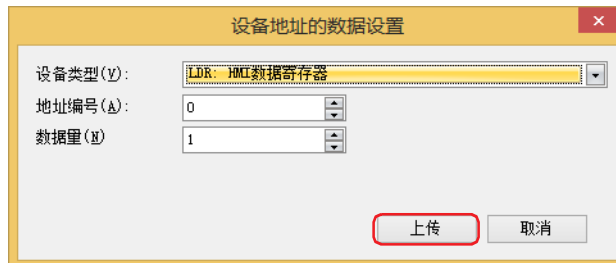 设备地址的数据设置
设备类型(V): LDR: HMI数据寄存器
地址编号(A): 0
数据量(N) 1
上传 取消